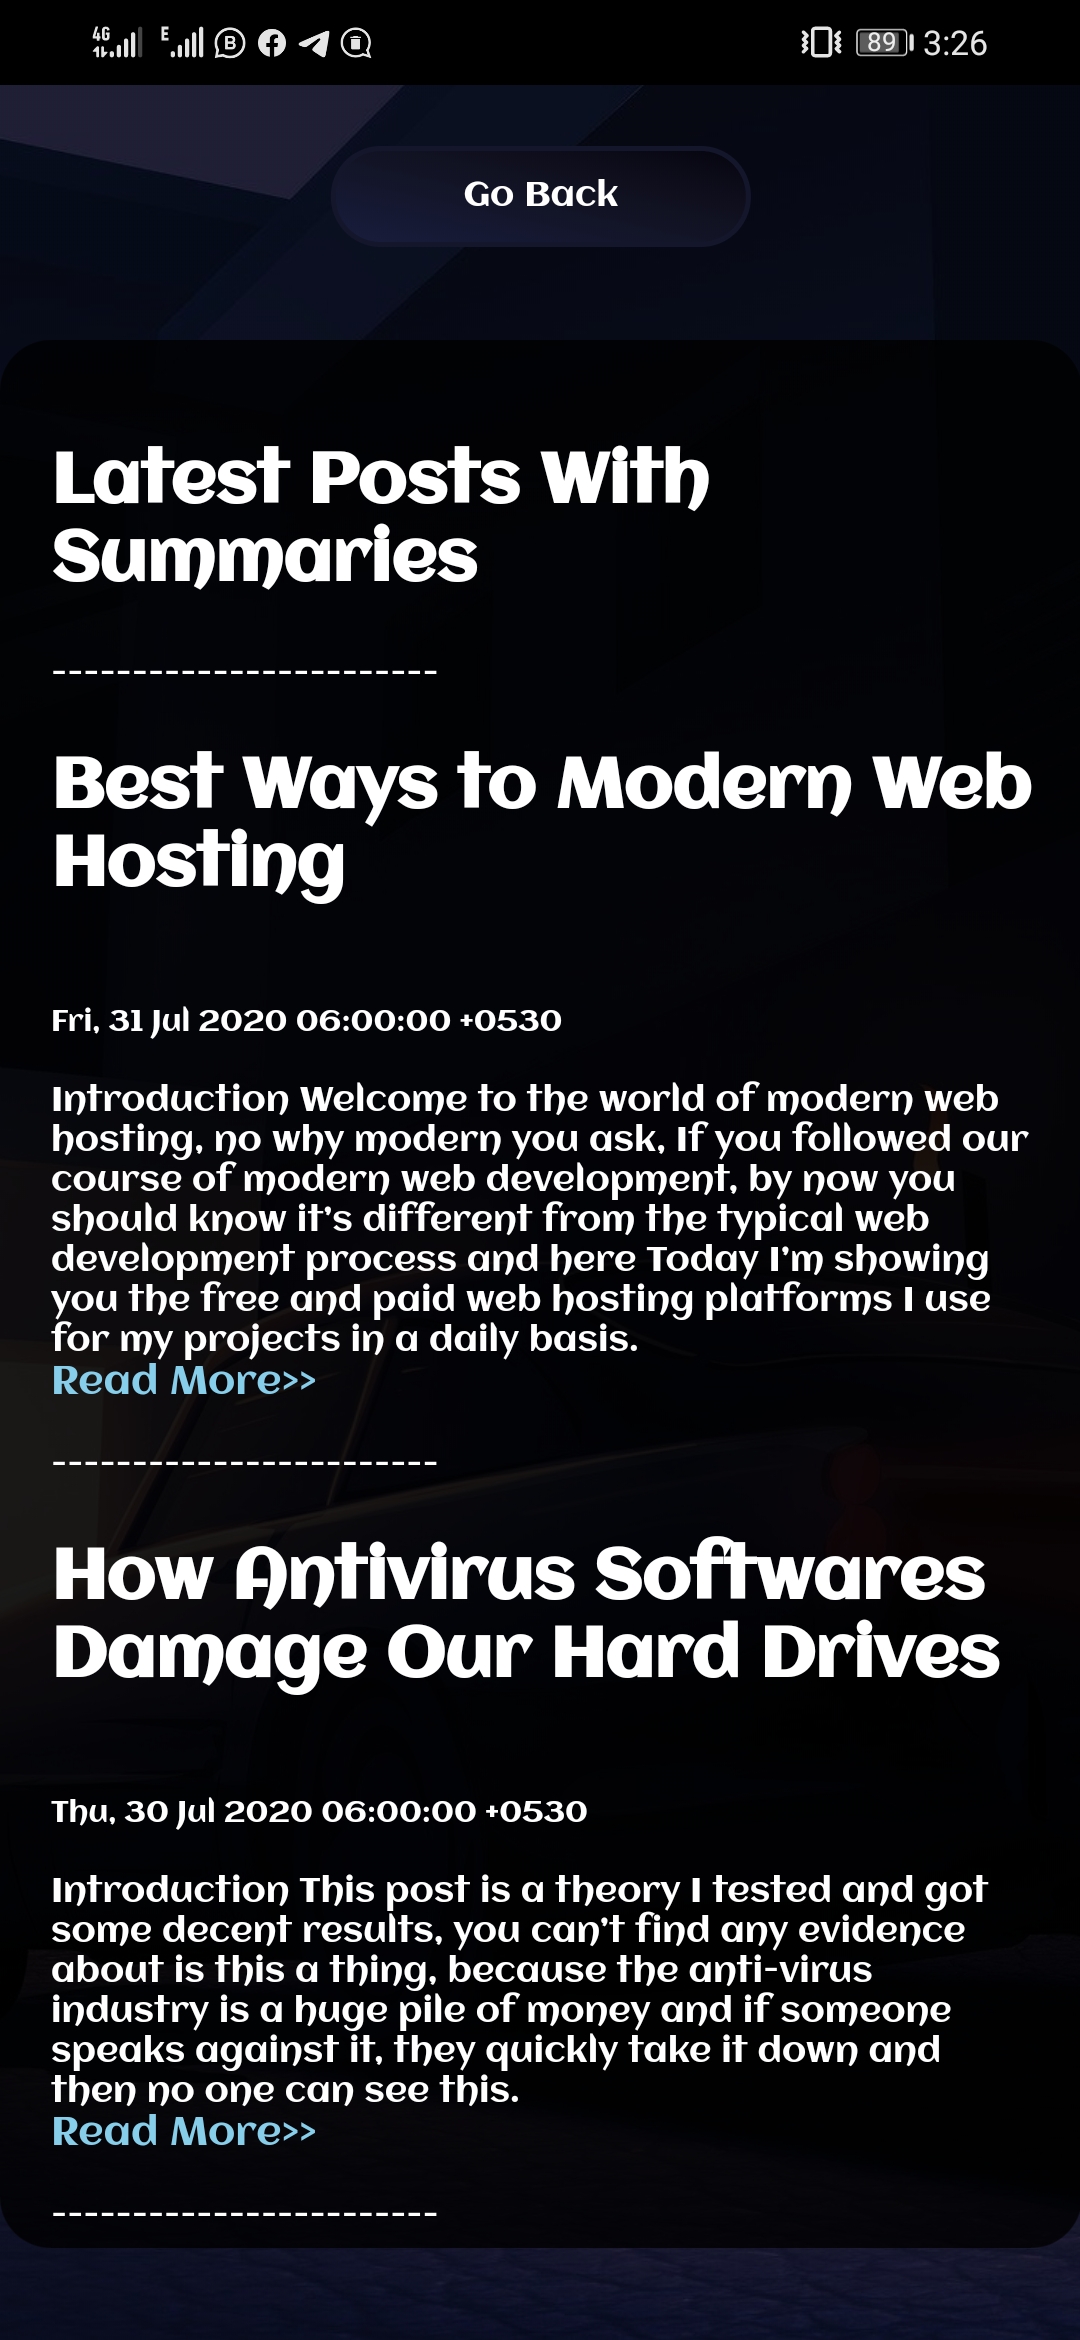 4G E B 89 3:26
Go Back
Latest Posts With
Summaries
------------------------
Best Ways to Modern Web
Hosting
Fri, 31 Jul 2020 06:00:00 +0530
Introduction Welcome to the world of modern web
hosting, no why modern you ask, If you followed our
course of modern web development, by now you
should know it's different from the typical web
development process and here Today I'm showing
you the free and paid web hosting platforms I use
for my projects in a daily basis.
Read More>>
------------------------
How Antivirus Softwares
Damage Our Hard Drives
Thu, 30 Jul 2020 06:00:00 +0530
Introduction This post is a theory I tested and got
some decent results, you can't find any evidence
about is this a thing, because the anti-virus
industry is a huge pile of money and if someone
speaks against it, they quickly take it down and
then no one can see this.
Read More>>
------------------------